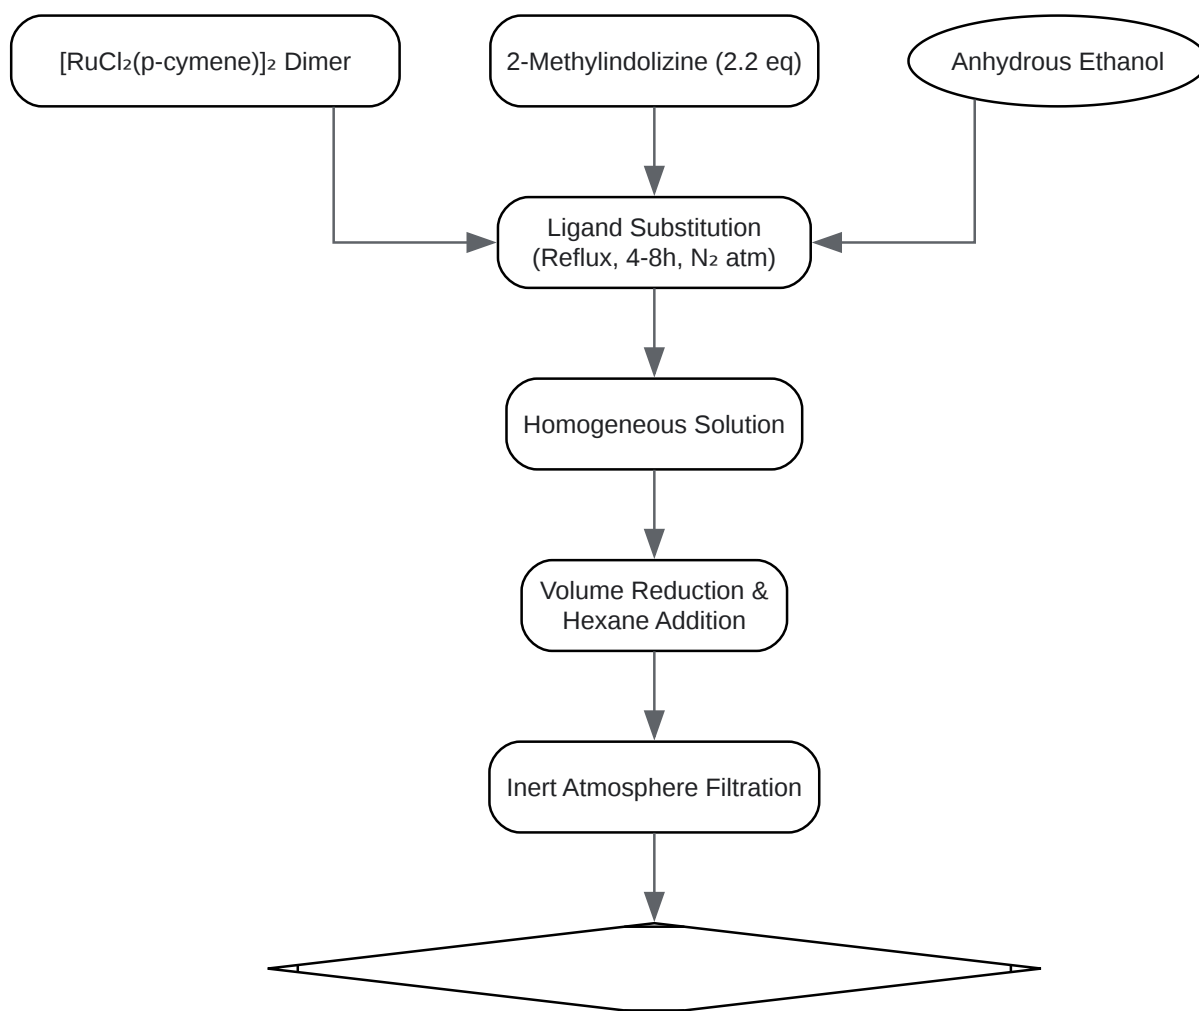 [RuCl₂(p-cymene)]₂ Dimer
2-Methylindolizine (2.2 eq)
Anhydrous Ethanol
Ligand Substitution
(Reflux, 4-8h, N₂ atm)
Homogeneous Solution
Volume Reduction &
Hexane Addition
Inert Atmosphere Filtration